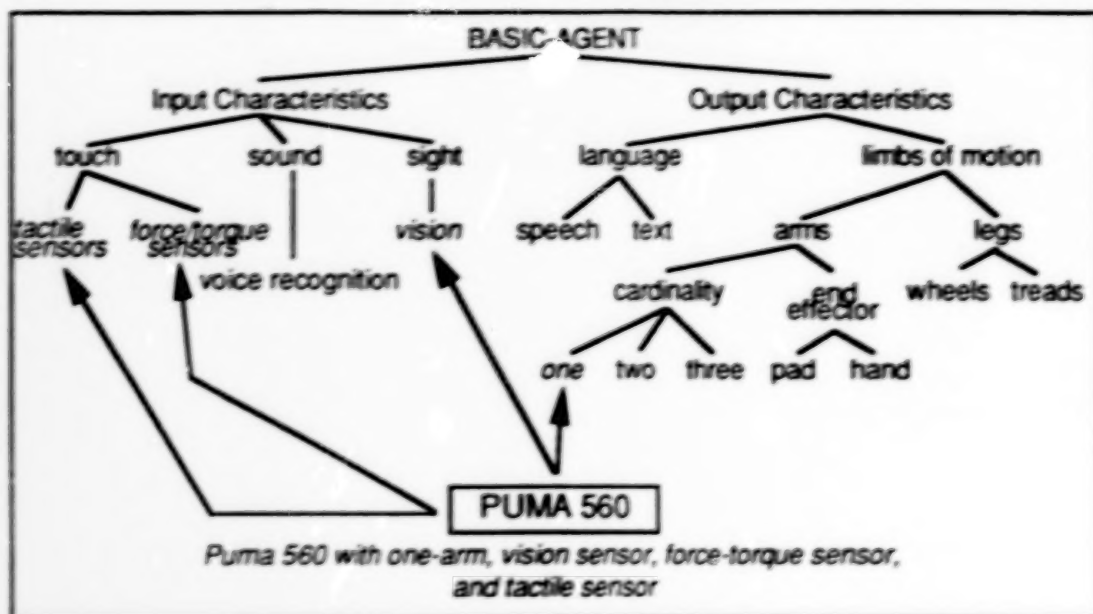 BASIC-AGENT
Input Characteristics Output Characteristics
touch sound sight language limbs of motion
tactile sensors force/torque sensors vision speech text arms legs
voice recognition cardinality end effector wheels treads
one two three pad hand
PUMA 560
Puma 560 with one-arm, vision sensor, force-torque sensor,
and tactile sensor